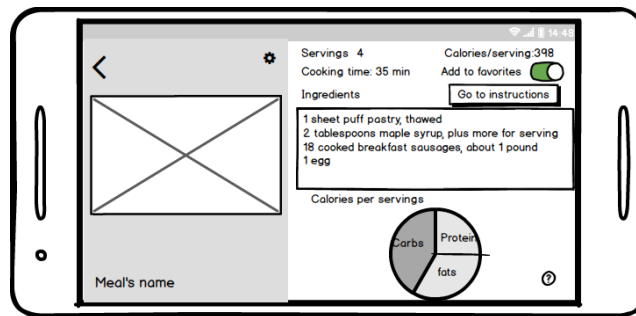 14:48
Servings 4
Calories/serving:398
Cooking time: 35 min
Add to favorites
Ingredients
Go to instructions
1 sheet puff pastry, thawed
2 tablespoons maple syrup, plus more for serving
18 cooked breakfast sausages, about 1 pound
1 egg
Calories per servings
Carbs
Protein
fats
Meal's name
?